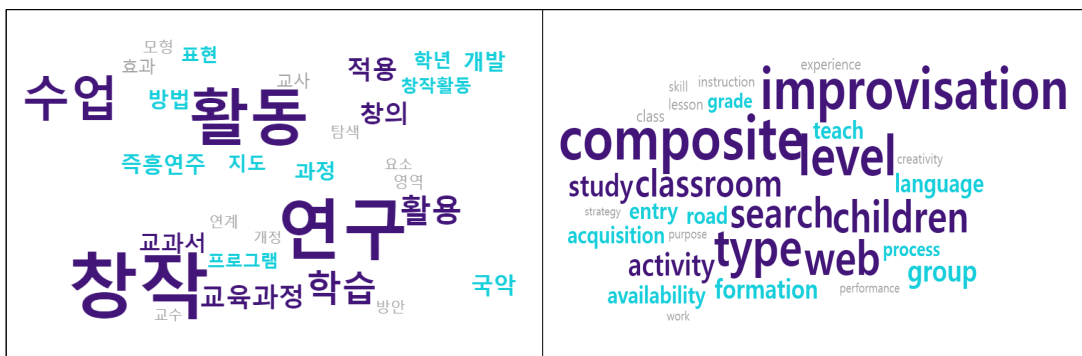 모형
표현
효과
수업
방법
활동
교사
적용
학년
개발
창작활동
창의
탐색
즉흥연주
지도
과정
요소
영역
연계
개정
연구
활용
교과서
프로그램
창작
교육과정
학습
국악
방안
교수
experience
skill
instruction
improvisation
lesson
grade
class
composite
teach
level
creativity
study
classroom
language
strategy
entry
road
search
children
acquisition
purpose
type
web
process
activity
group
availability
formation
performance
work